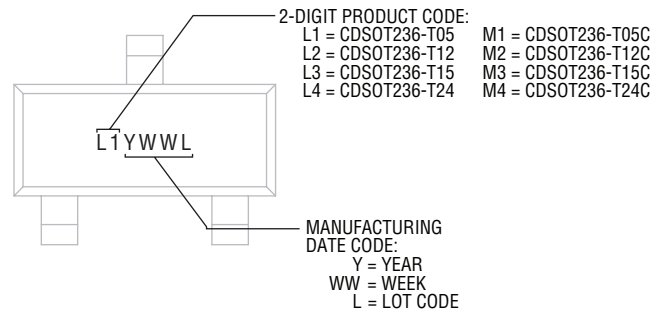 2-DIGIT PRODUCT CODE:
L1 = CDSOT236-T05 M1 = CDSOT236-T05C
L2 = CDSOT236-T12 M2 = CDSOT236-T12C
L3 = CDSOT236-T15 M3 = CDSOT236-T15C
L4 = CDSOT236-T24 M4 = CDSOT236-T24C
L1YWWL
MANUFACTURING
DATE CODE:
Y = YEAR
WW = WEEK
L = LOT CODE